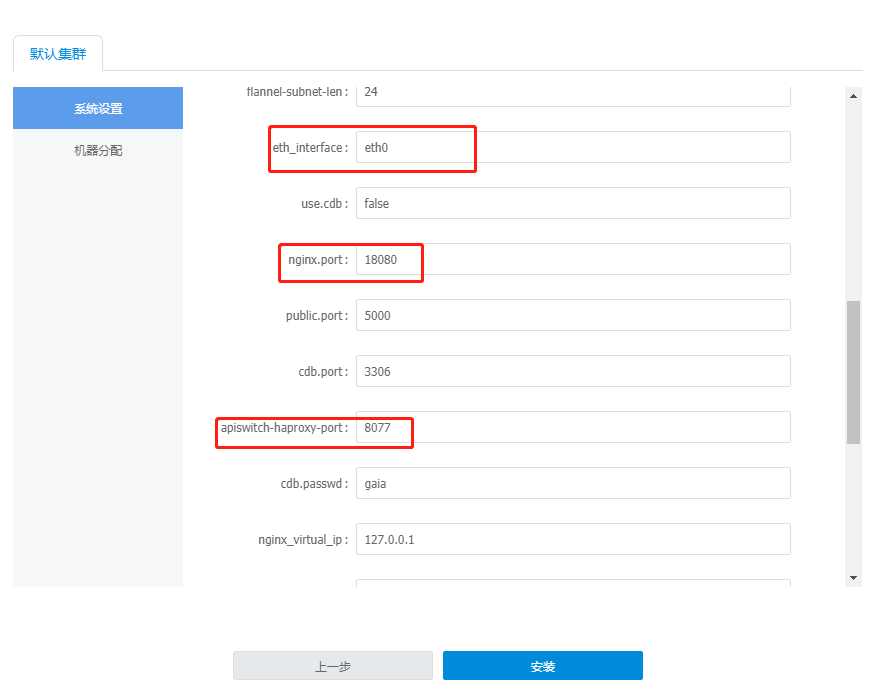 默认集群
系统设置
机器分配
flannel-subnet-len : 24
eth_interface : eth0
use.cdb : false
nginx.port : 18080
public.port : 5000
cdb.port : 3306
apiswitch-haproxy-port : 8077
cdb.passwd : gaia
nginx_virtual_ip : 127.0.0.1
上一步
安装